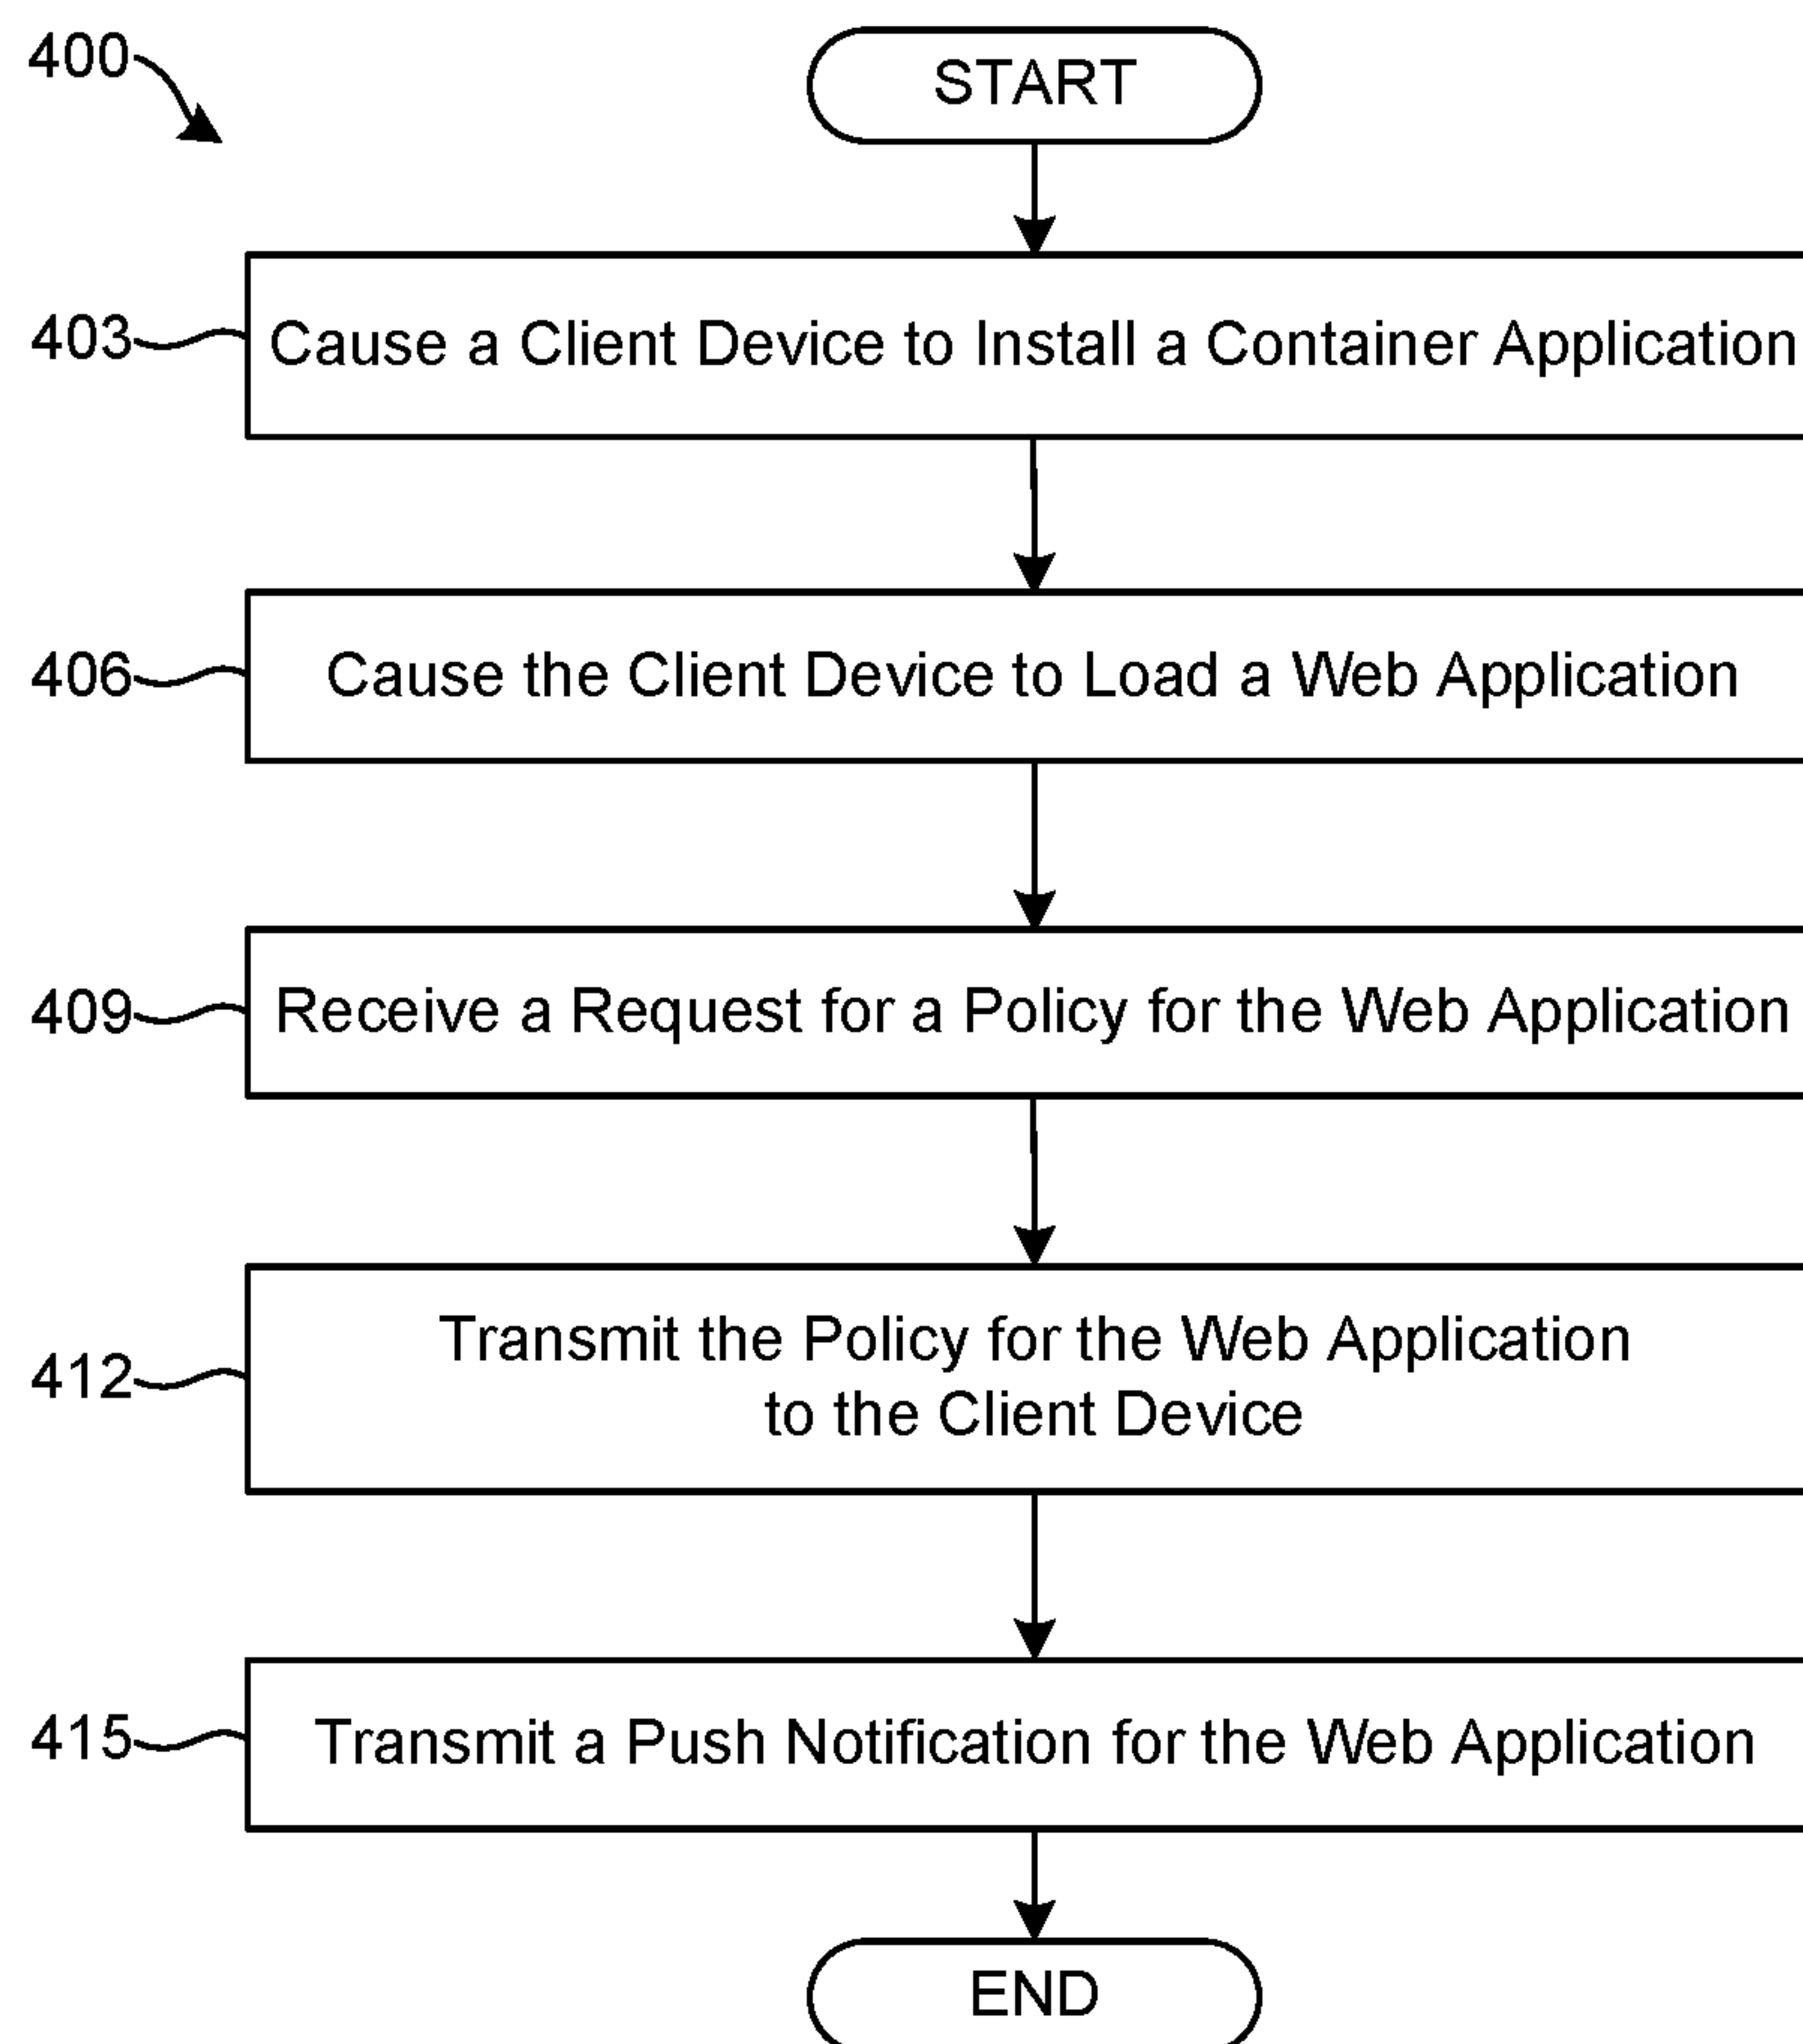 400
START
403
Cause a Client Device to Install a Container Application
406
Cause the Client Device to Load a Web Application
409
Receive a Request for a Policy for the Web Application
412
Transmit the Policy for the Web Application
to the Client Device
415
Transmit a Push Notification for the Web Application
END